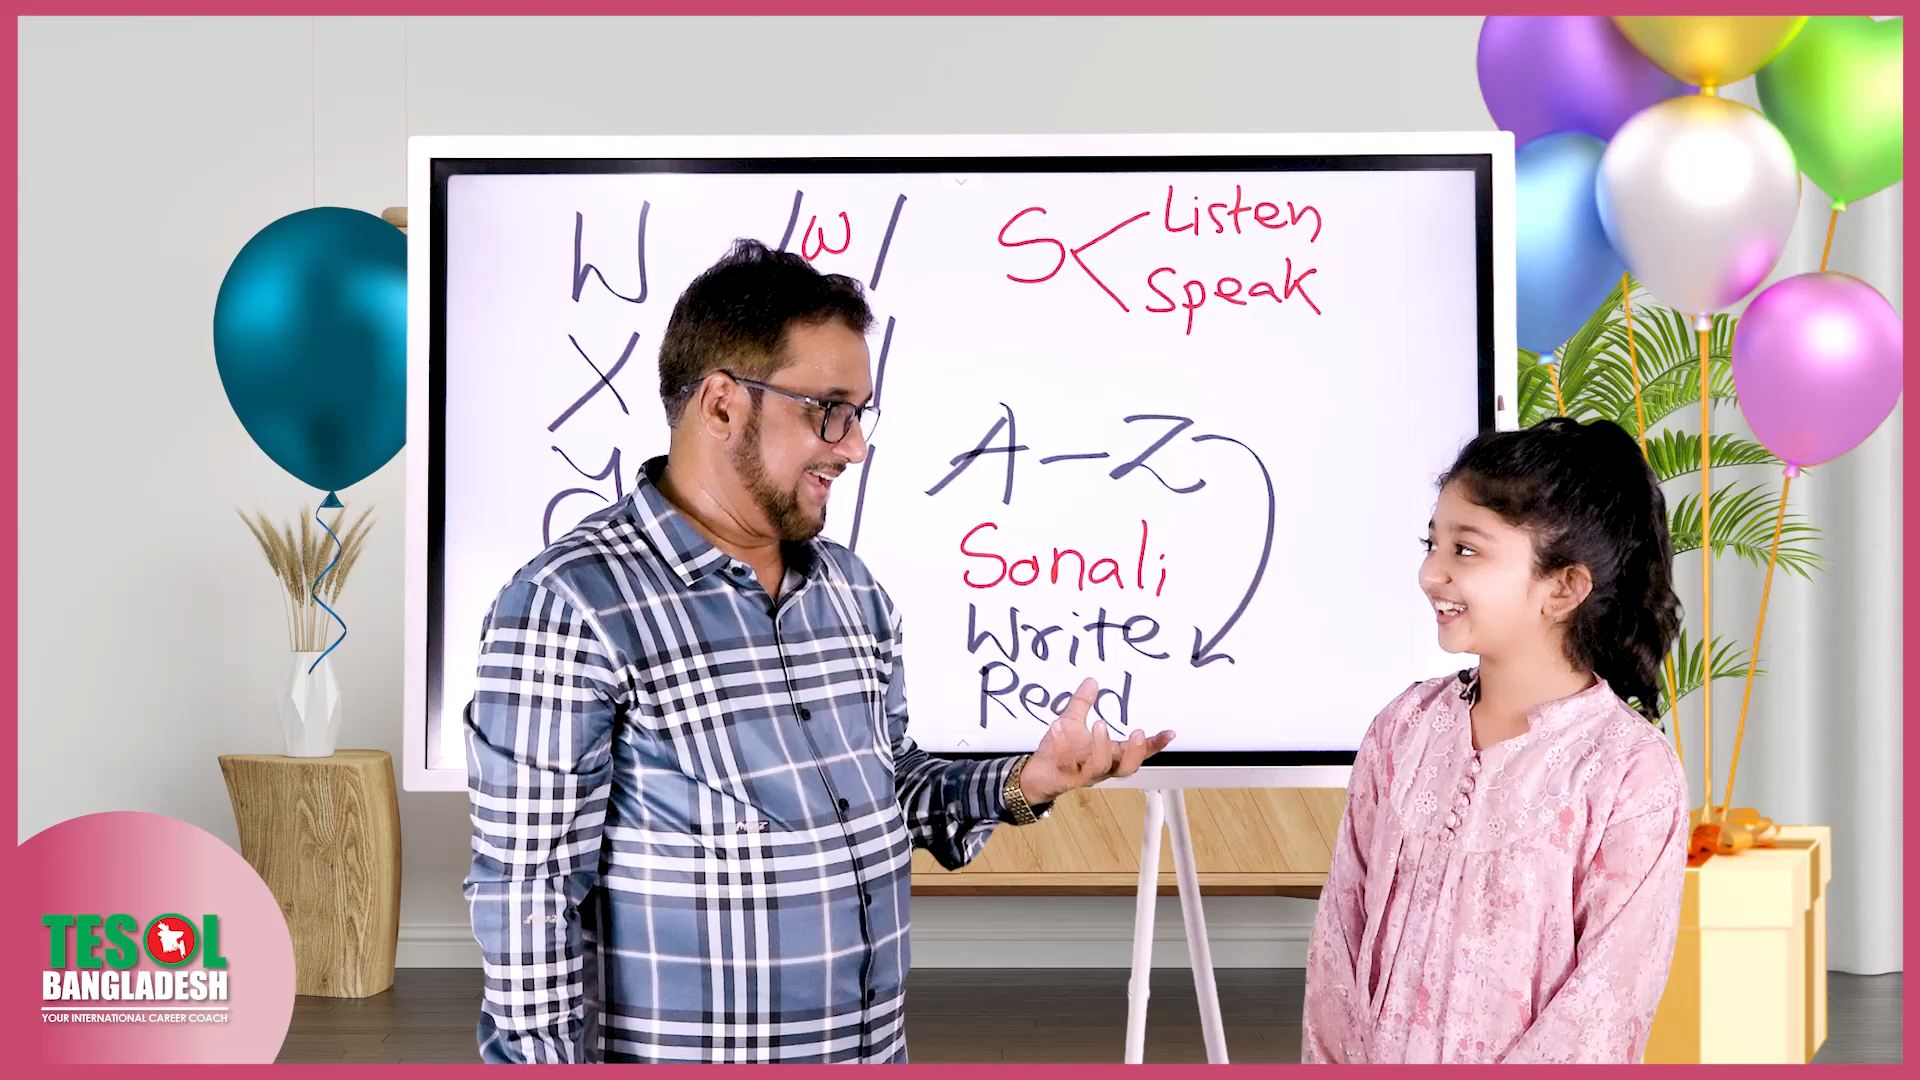 W /w/
X
y
S < Listen
speak
A – Z
Sonali
Write
Read
TESOL
BANGLADESH
YOUR INTERNATIONAL CAREER COACH